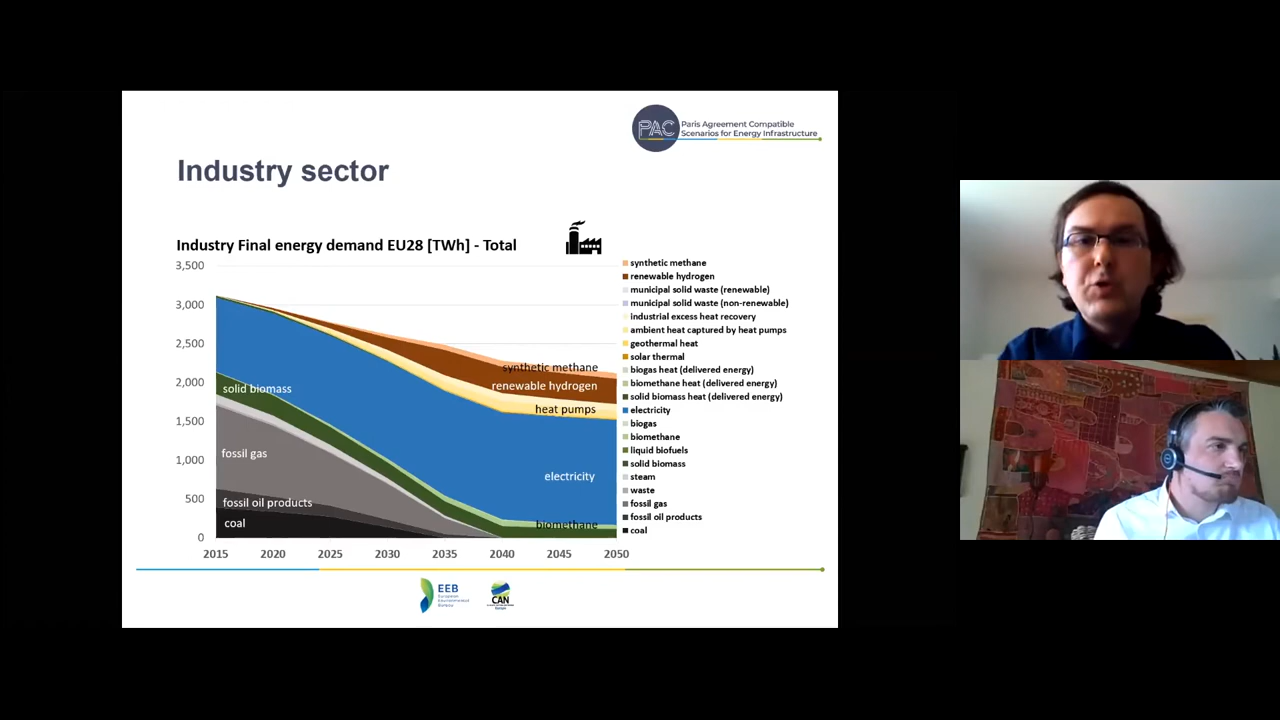 PAC
Paris Agreement Compatible
Scenarios for Energy Infrastructure
Industry sector
Industry Final energy demand EU28 [TWh] - Total
3,500
3,000
2,500
2,000
1,500
1,000
500
0
2015 2020 2025 2030 2035 2040 2045 2050
solid biomass
fossil gas
fossil oil products
coal
synthetic methane
renewable hydrogen
heat pumps
electricity
biomethane
synthetic methane
renewable hydrogen
municipal solid waste (renewable)
municipal solid waste (non-renewable)
industrial excess heat recovery
ambient heat captured by heat pumps
geothermal heat
solar thermal
biogas heat (delivered energy)
biomethane heat (delivered energy)
solid biomass heat (delivered energy)
electricity
biogas
biomethane
liquid biofuels
solid biomass
steam
waste
fossil gas
fossil oil products
coal
EEB
European
Environmental
Bureau
CAN
Europe